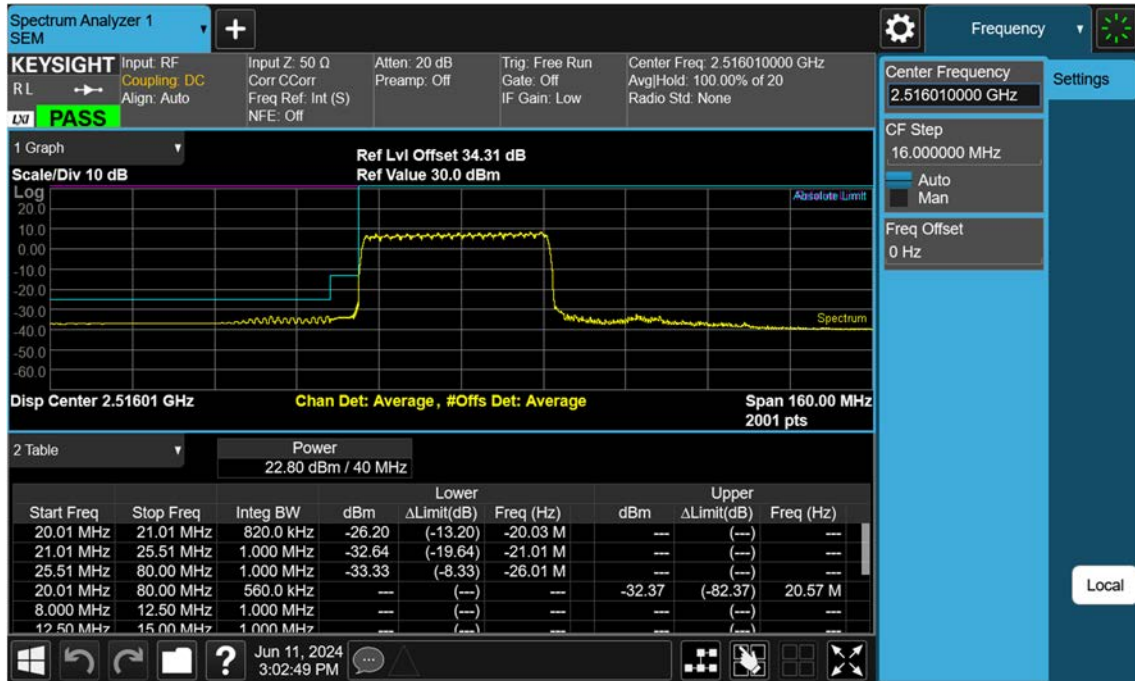 Spectrum Analyzer 1
SEM
Frequency
KEYSIGHT
R L
LXI
PASS
Input: RF
Coupling: DC
Align: Auto
Input Z: 50 Ω
Corr CCorr
Freq Ref: Int (S)
NFE: Off
Atten: 20 dB
Preamp: Off
Trig: Free Run
Gate: Off
IF Gain: Low
Center Freq: 2.516010000 GHz
Avg|Hold: 100.00% of 20
Radio Std: None
Center Frequency
2.516010000 GHz
Settings
CF Step
16.000000 MHz
Auto
Man
Freq Offset
0 Hz
1 Graph
Ref Lvl Offset 34.31 dB
Scale/Div 10 dB
Ref Value 30.0 dBm
Log
Absolute Limit
20.0
10.0
0.00
-10.0
-20.0
-30.0
Spectrum
-40.0
-50.0
-60.0
Disp Center 2.51601 GHz
Chan Det: Average, #Offs Det: Average
Span 160.00 MHz
2001 pts
2 Table
Power
22.80 dBm / 40 MHz
Lower Upper
Start Freq Stop Freq Integ BW dBm ΔLimit(dB) Freq (Hz) dBm ΔLimit(dB) Freq (Hz)
20.01 MHz 21.01 MHz 820.0 kHz -26.20 (-13.20) -20.03 M --- (---) ---
21.01 MHz 25.51 MHz 1.000 MHz -32.64 (-19.64) -21.01 M --- (---) ---
25.51 MHz 80.00 MHz 1.000 MHz -33.33 (-8.33) -26.01 M --- (---) ---
20.01 MHz 80.00 MHz 560.0 kHz --- (---) --- -32.37 (-82.37) 20.57 M
8.000 MHz 12.50 MHz 1.000 MHz --- (---) --- --- (---) ---
12.50 MHz 15.00 MHz 1.000 MHz --- (---) --- --- (---) ---
Local
Jun 11, 2024
3:02:49 PM